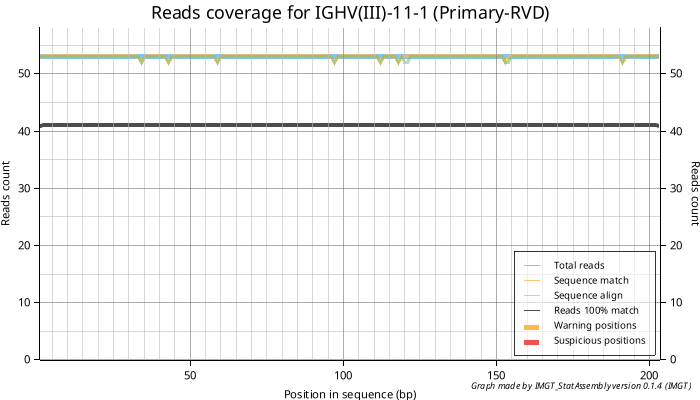 Reads coverage for IGHV(III)-11-1 (Primary-RVD)
50
40
30
20
10
0
Reads count
50
40
30
20
10
0
Reads count
50
100
150
200
Position in sequence (bp)
Total reads
Sequence match
Sequence align
Reads 100% match
Warning positions
Suspicious positions
Graph made by IMGT_StatAssembly version 0.1.4 (IMGT)